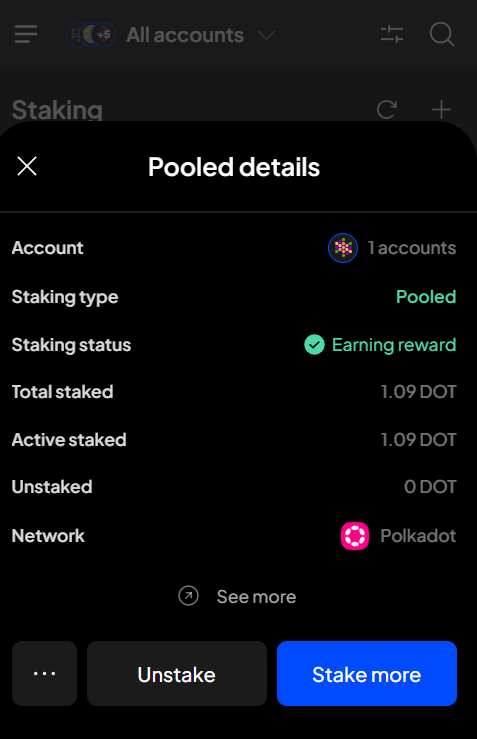 +5 All accounts
Staking
Pooled details
Account 1 accounts
Staking type Pooled
Staking status Earning reward
Total staked 1.09 DOT
Active staked 1.09 DOT
Unstaked 0 DOT
Network Polkadot
See more
... Unstake Stake more